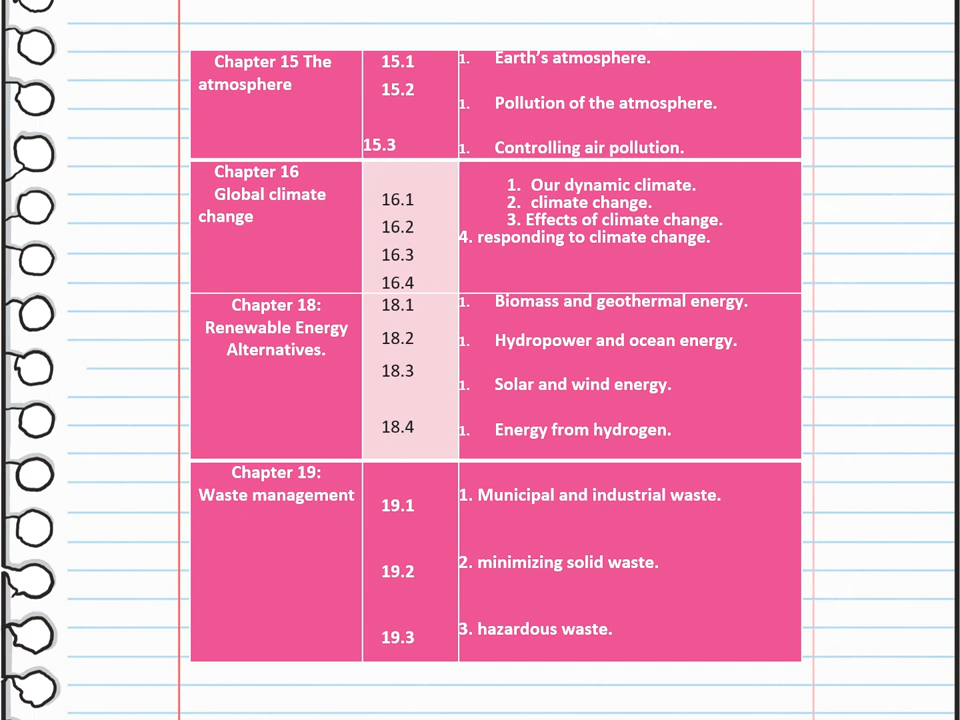 Chapter 15 The
atmosphere
15.1
15.2
15.3
1. Earth's atmosphere.
1. Pollution of the atmosphere.
1. Controlling air pollution.
Chapter 16
Global climate
change
16.1
16.2
16.3
16.4
1. Our dynamic climate.
2. climate change.
3. Effects of climate change.
4. responding to climate change.
Chapter 18:
Renewable Energy
Alternatives.
18.1
18.2
18.3
18.4
1. Biomass and geothermal energy.
1. Hydropower and ocean energy.
1. Solar and wind energy.
1. Energy from hydrogen.
Chapter 19:
Waste management
19.1
19.2
19.3
1. Municipal and industrial waste.
2. minimizing solid waste.
3. hazardous waste.